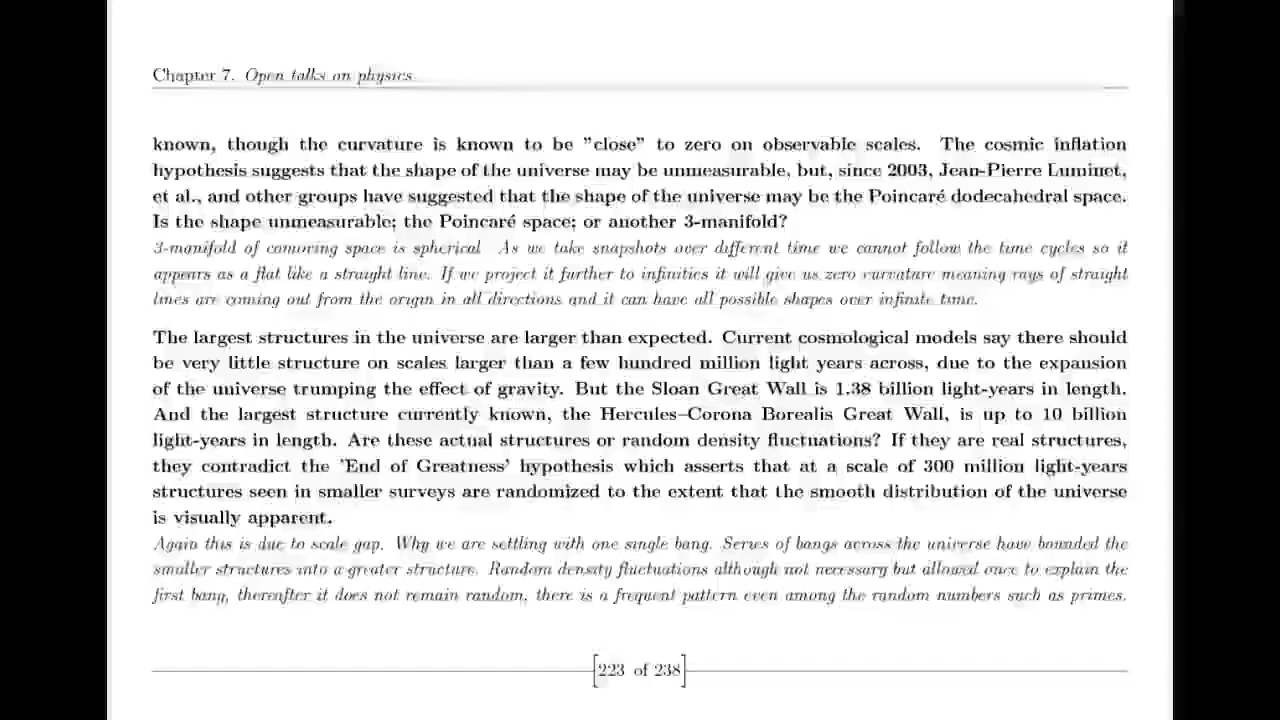 Chapter 7. Open talks on physics
known, though the curvature is known to be ”close” to zero on observable scales. The cosmic inflation
hypothesis suggests that the shape of the universe may be unmeasurable, but, since 2003, Jean-Pierre Luminet,
et al., and other groups have suggested that the shape of the universe may be the Poincaré dodecahedral space.
Is the shape unmeasurable; the Poincaré space; or another 3-manifold?
3-manifold of comoving space is spherical. As we take snapshots over different time we cannot follow the time cycles so it
appears as a flat like a straight line. If we project it further to infinities it will give us zero curvature meaning rays of straight
lines are coming out from the origin in all directions and it can have all possible shapes over infinite time.
The largest structures in the universe are larger than expected. Current cosmological models say there should
be very little structure on scales larger than a few hundred million light years across, due to the expansion
of the universe trumping the effect of gravity. But the Sloan Great Wall is 1.38 billion light-years in length.
And the largest structure currently known, the Hercules–Corona Borealis Great Wall, is up to 10 billion
light-years in length. Are these actual structures or random density fluctuations? If they are real structures,
they contradict the ’End of Greatness’ hypothesis which asserts that at a scale of 300 million light-years
structures seen in smaller surveys are randomized to the extent that the smooth distribution of the universe
is visually apparent.
Again this is due to scale gap. Why we are settling with one single bang. Series of bangs across the universe have bounded the
smaller structures into a greater structure. Random density fluctuations although not necessary but allowed once to explain the
first bang, thereafter it does not remain random, there is a frequent pattern even among the random numbers such as primes.
223 of 238